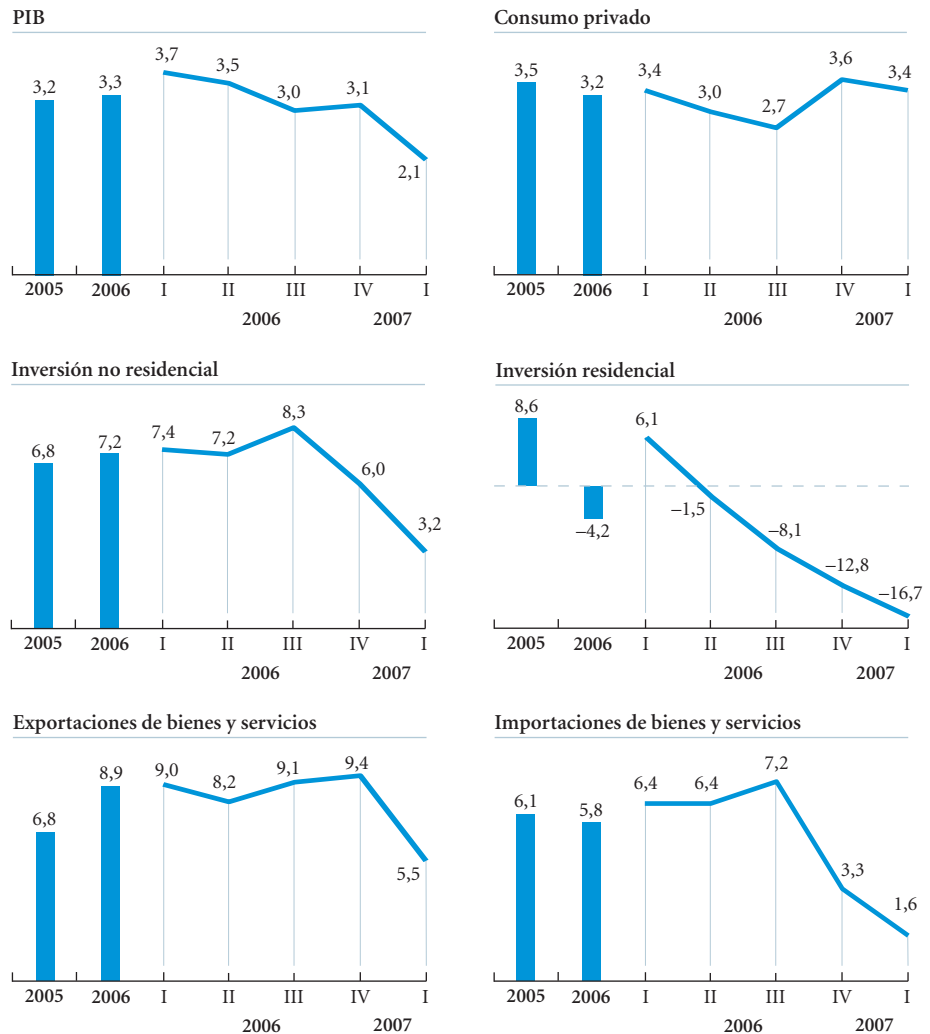 PIB
3,7
3,5
3,2 3,3 3,0 3,1
2,1
2005 2006 I II III IV I
2006 2007
Consumo privado
3,5 3,2 3,4 3,0 2,7 3,6 3,4
2005 2006 I II III IV I
2006 2007
Inversión no residencial
6,8 7,2 7,4 7,2 8,3 6,0 3,2
2005 2006 I II III IV I
2006 2007
Inversión residencial
8,6 6,1
–4,2 –1,5 –8,1
–12,8
–16,7
I II III IV I
2005 2006
2006 2007
Exportaciones de bienes y servicios
6,8 8,9 9,0 8,2 9,1 9,4
5,5
2005 2006 I II III IV I
2006 2007
Importaciones de bienes y servicios
6,1 5,8 6,4 6,4 7,2 3,3 1,6
2005 2006 I II III IV I
2006 2007